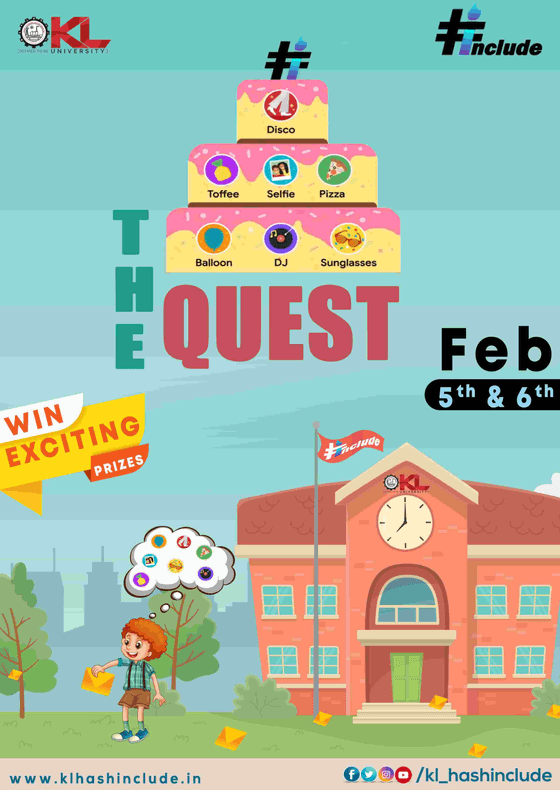 KL
UNIVERSITY
#include
#i
Disco
Toffee Selfie Pizza
Balloon DJ Sunglasses
THE
QUEST
Feb
5th & 6th
WIN
EXCITING
PRIZES
#include
KL
www.klhashinclude.in
/kl_hashinclude